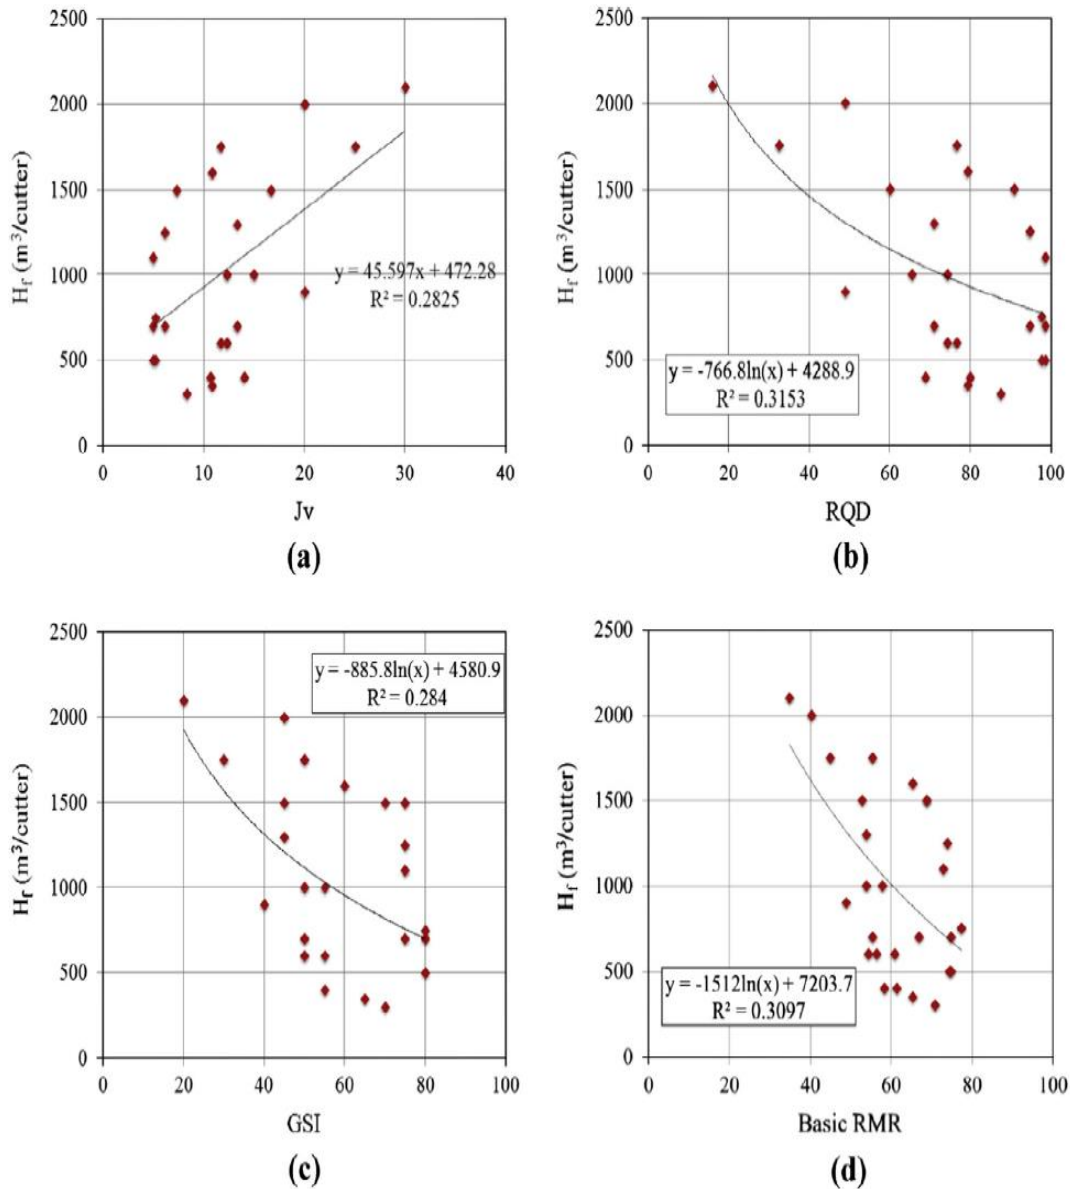 2500
2000
1500
1000
500
0
H_f (m³/cutter)
y = 45.597x + 472.28
R² = 0.2825
0 10 20 30 40
Jv
(a)
2500
2000
1500
1000
500
0
H_f (m³/cutter)
y = -766.8ln(x) + 4288.9
R² = 0.3153
0 20 40 60 80 100
RQD
(b)
2500
2000
1500
1000
500
0
H_f (m³/cutter)
y = -885.8ln(x) + 4580.9
R² = 0.284
0 20 40 60 80 100
GSI
(c)
2500
2000
1500
1000
500
0
H_f (m³/cutter)
y = -1512ln(x) + 7203.7
R² = 0.3097
0 20 40 60 80 100
Basic RMR
(d)